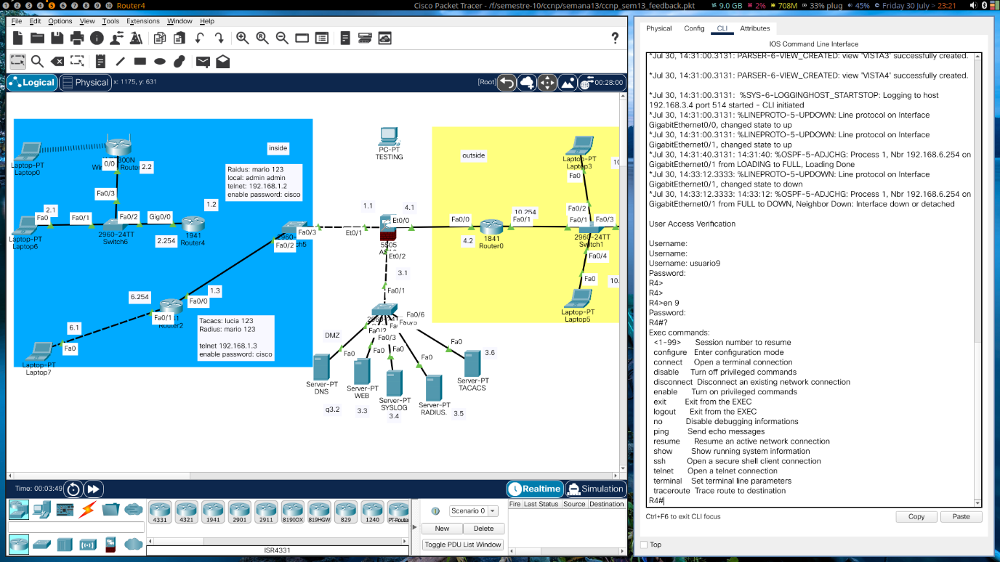 1 2 3 4 5 6 7 8 9 10 Router4
Cisco Packet Tracer - /f/semestre-10/ccnp/semana13/ccnp_sem13_feedback.pkt
9.0 GB 2% 708M 33% plug 45% Friday 30 July > 23:21
File Edit Options View Tools Extensions Window Help
Logical Physical x: 1175, y: 631
[Root] 00:28:00
inside
Laptop-PT
Laptop0
0/0
2.2
Raidus: mario 123
local: admin admin
telnet: 192.168.1.2
enable password: cisco
Fa0/3
2.1
1.2
Fa0
Fa0/1
Fa0/2
Gig0/0
Laptop-PT
Laptop6
2960-24TT
Switch6
2.254
1941
Router4
Fa0/3
Fa0/2
6.254
1.3
Fa0/0
Fa0/1
Router2
6.1
Fa0
Laptop-PT
Laptop7
Tacacs: lucia 123
Radius: mario 123
telnet 192.168.1.3
enable password: cisco
PC-PT
TESTING
1.1
4.1
Et0/0
Et0/1
5505
Et0/2
3.1
Fa0/1
Fa0/6
Fa0/3
DMZ
Fa0
Fa0
Fa0
Fa0
Fa0
3.6
Server-PT
DNS
Server-PT
WEB
Server-PT
SYSLOG
Server-PT
RADIUS.
Server-PT
TACACS
q3.2
3.3
3.4
3.5
outside
Laptop-PT
Laptop3
Fa0
10.254
Fa0/0
Fa0/1
4.2
1841
Router0
Fa0/2
Fa0/1
Fa0/3
2960-24TT
Switch1
Fa0/4
Fa0
10.
Laptop-PT
Laptop5
Time: 00:03:49
Realtime Simulation
4331 4321 1941 2901 2911 819IOX 819HGW 829 1240 PT-Router
ISR4331
Scenario 0
New Delete
Toggle PDU List Window
Fire Last Status Source Destination
Physical Config CLI Attributes
IOS Command Line Interface
*Jul 30, 14:31:00.3131: PARSER-6-VIEW_CREATED: view 'VISTA3' successfully created.
*Jul 30, 14:31:00.3131: PARSER-6-VIEW_CREATED: view 'VISTA4' successfully created.
*Jul 30, 14:31:00.3131: %SYS-6-LOGGINGHOST_STARTSTOP: Logging to host
192.168.3.4 port 514 started - CLI initiated
*Jul 30, 14:31:00.3131: %LINEPROTO-5-UPDOWN: Line protocol on Interface
GigabitEthernet0/0, changed state to up
*Jul 30, 14:31:00.3131: %LINEPROTO-5-UPDOWN: Line protocol on Interface
GigabitEthernet0/1, changed state to up
*Jul 30, 14:31:40.3131: 14:31:40: %OSPF-5-ADJCHG: Process 1, Nbr 192.168.6.254 on
GigabitEthernet0/1 from LOADING to FULL, Loading Done
*Jul 30, 14:33:12.3333: %LINEPROTO-5-UPDOWN: Line protocol on Interface
GigabitEthernet0/1, changed state to down
*Jul 30, 14:33:12.3333: 14:33:12: %OSPF-5-ADJCHG: Process 1, Nbr 192.168.6.254 on
GigabitEthernet0/1 from FULL to DOWN, Neighbor Down: Interface down or detached
User Access Verification
Username:
Username:
Username: usuario9
Password:
R4>
R4>
R4>en 9
Password:
R4#?
Exec commands:
<1-99> Session number to resume
configure Enter configuration mode
connect Open a terminal connection
disable Turn off privileged commands
disconnect Disconnect an existing network connection
enable Turn on privileged commands
exit Exit from the EXEC
logout Exit from the EXEC
no Disable debugging informations
ping Send echo messages
resume Resume an active network connection
show Show running system information
ssh Open a secure shell client connection
telnet Open a telnet connection
terminal Set terminal line parameters
traceroute Trace route to destination
R4#
Ctrl+F6 to exit CLI focus
Copy Paste
Top